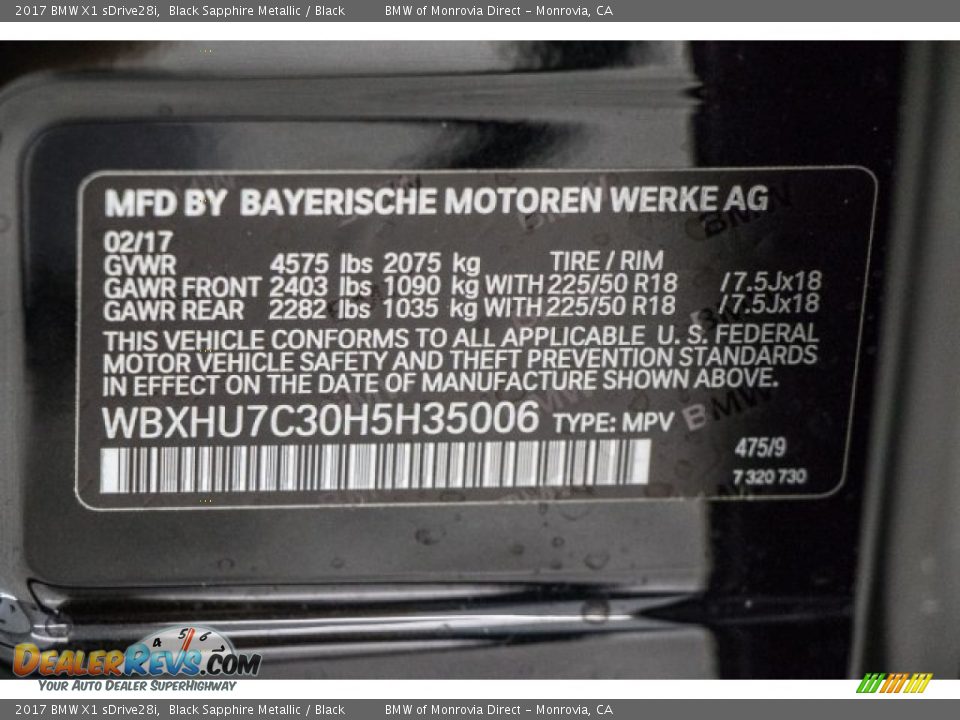 2017 BMW X1 sDrive28i, Black Sapphire Metallic / Black BMW of Monrovia Direct - Monrovia, CA
MFD BY BAYERISCHE MOTOREN WERKE AG
02/17
GVWR 4575 lbs 2075 kg TIRE / RIM
GAWR FRONT 2403 lbs 1090 kg WITH 225/50 R18 /7.5Jx18
GAWR REAR 2282 lbs 1035 kg WITH 225/50 R18 /7.5Jx18
THIS VEHICLE CONFORMS TO ALL APPLICABLE U. S. FEDERAL
MOTOR VEHICLE SAFETY AND THEFT PREVENTION STANDARDS
IN EFFECT ON THE DATE OF MANUFACTURE SHOWN ABOVE.
WBXHU7C30H5H35006 TYPE: MPV BMW
475/9
7 320 730
4 5 6 7
DEALERREVS.COM
YOUR AUTO DEALER SUPERHIGHWAY
2017 BMW X1 sDrive28i, Black Sapphire Metallic / Black BMW of Monrovia Direct - Monrovia, CA